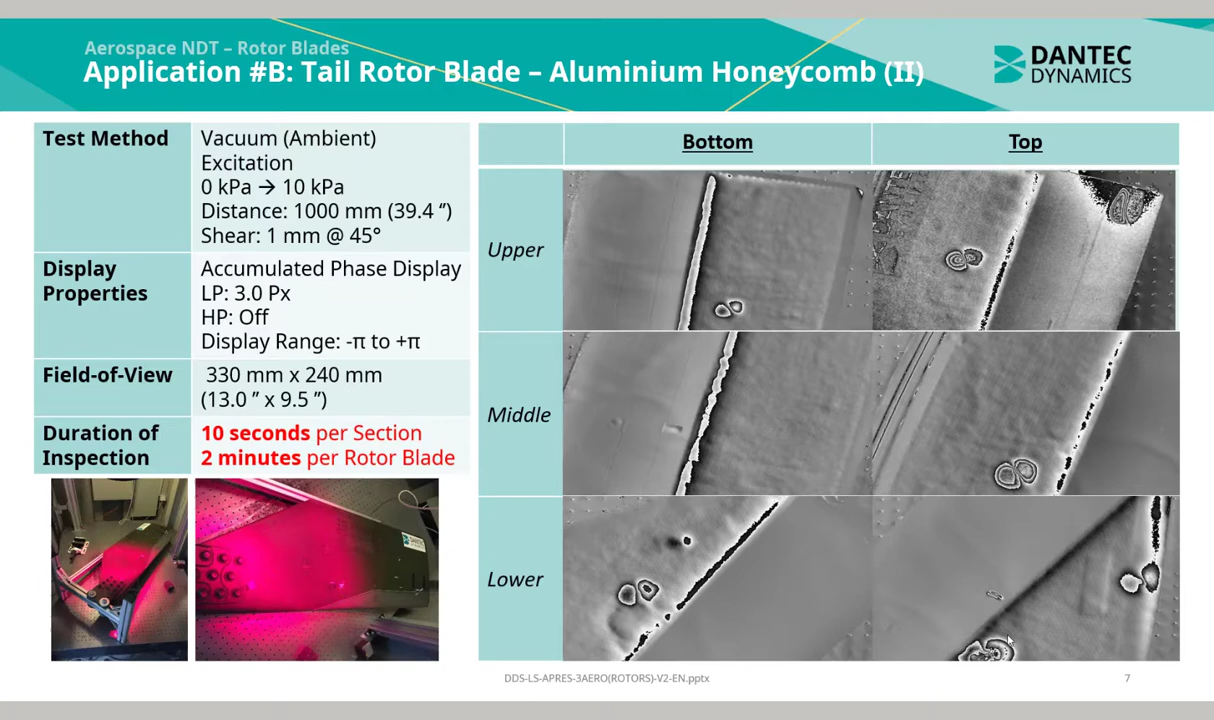 Aerospace NDT – Rotor Blades
Application #B: Tail Rotor Blade – Aluminium Honeycomb (II)
DANTEC
DYNAMICS
Test Method
Vacuum (Ambient)
Excitation
0 kPa → 10 kPa
Distance: 1000 mm (39.4 ″)
Shear: 1 mm @ 45°
Display
Properties
Accumulated Phase Display
LP: 3.0 Px
HP: Off
Display Range: -π to +π
Field-of-View
330 mm x 240 mm
(13.0 ″ x 9.5 ″)
Duration of
Inspection
10 seconds per Section
2 minutes per Rotor Blade
Bottom
Top
Upper
Middle
Lower
DDS-LS-APRES-3AERO(ROTORS)-V2-EN.pptx
7